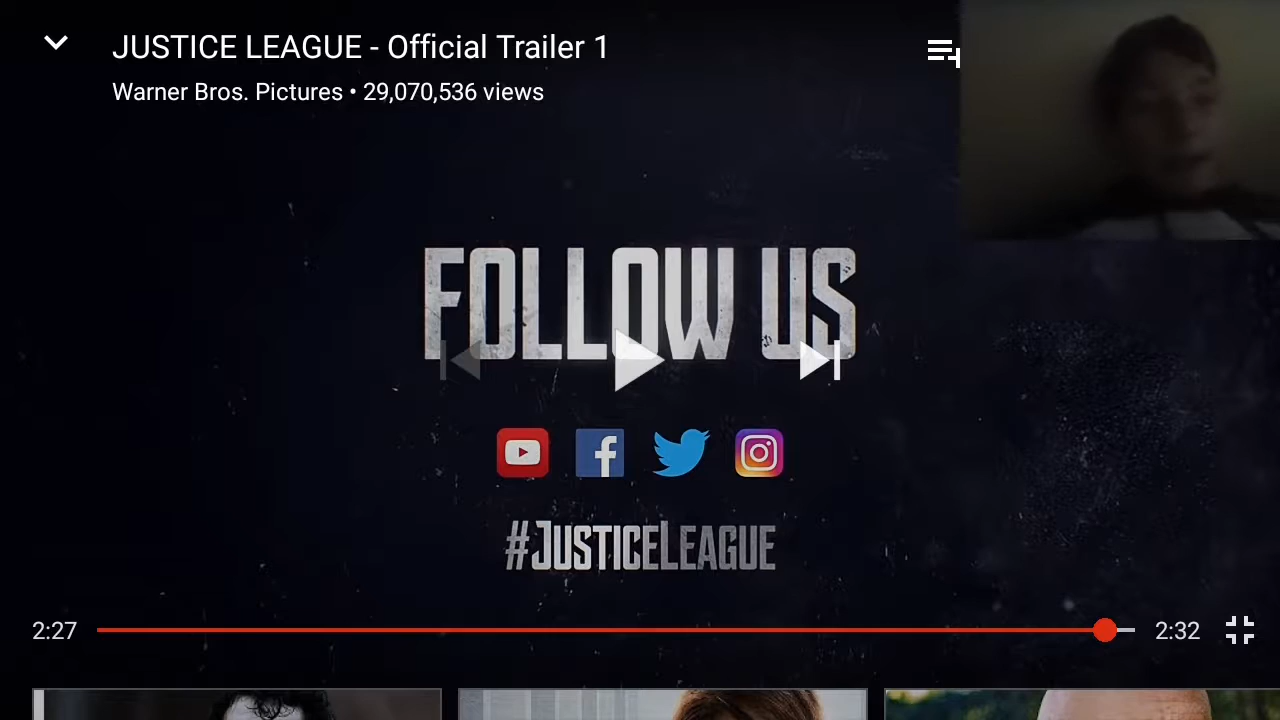 JUSTICE LEAGUE - Official Trailer 1
Warner Bros. Pictures • 29,070,536 views
FOLLOW US
#JUSTICELEAGUE
2:27
2:32